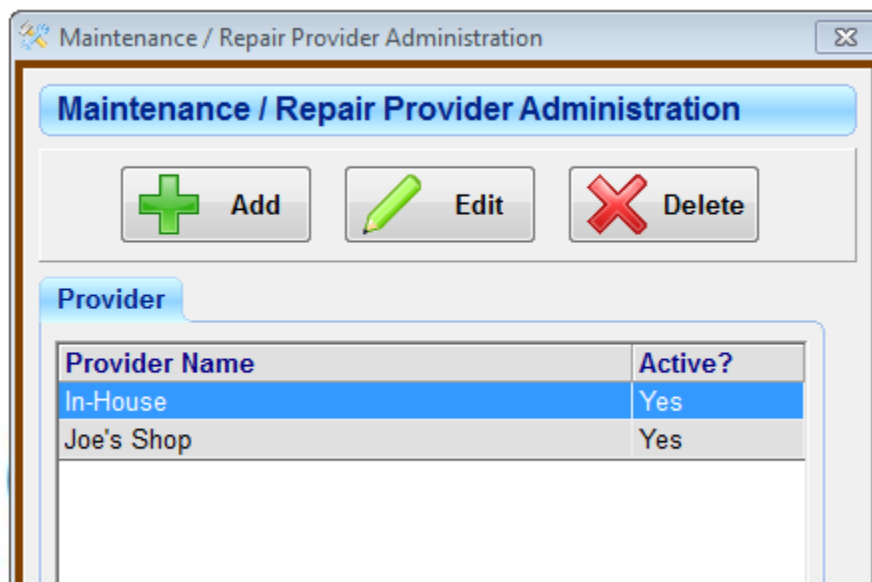 Maintenance / Repair Provider Administration
Maintenance / Repair Provider Administration
Add Edit Delete
Provider
Provider Name Active?
In-House Yes
Joe's Shop Yes